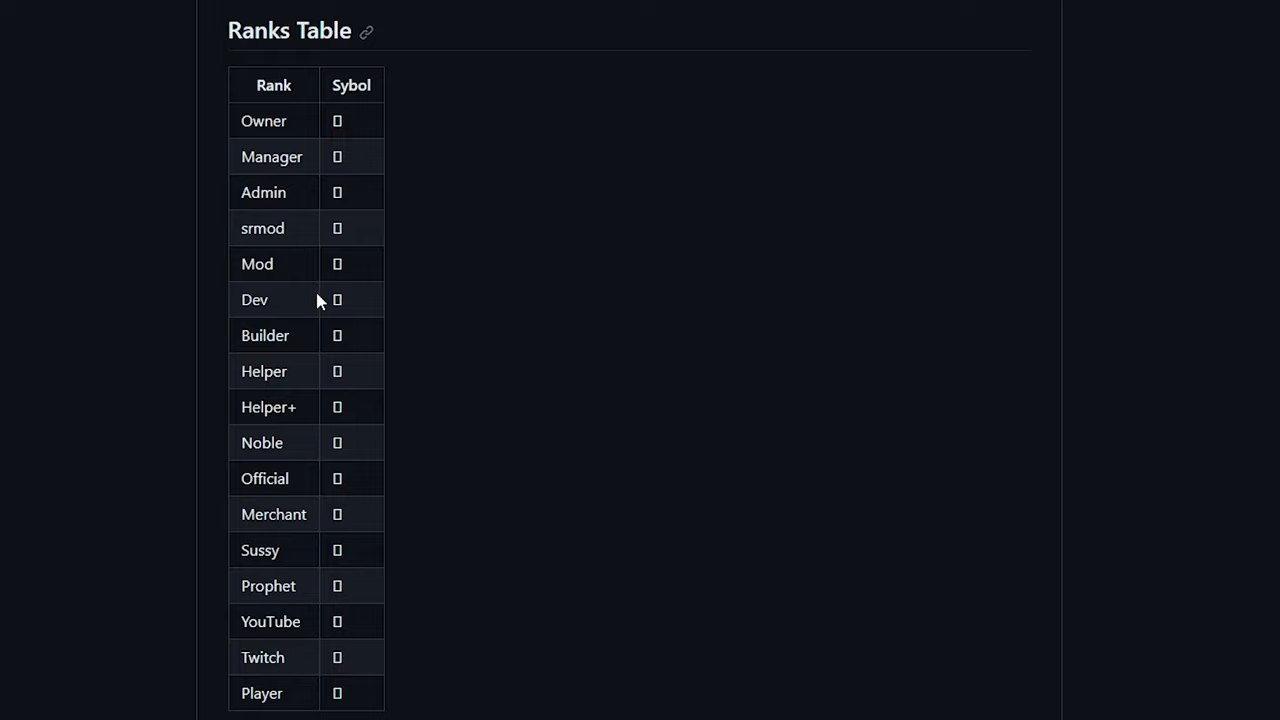 Ranks Table
Rank Sybol
Owner
Manager
Admin
srmod
Mod
Dev
Builder
Helper
Helper+
Noble
Official
Merchant
Sussy
Prophet
YouTube
Twitch
Player